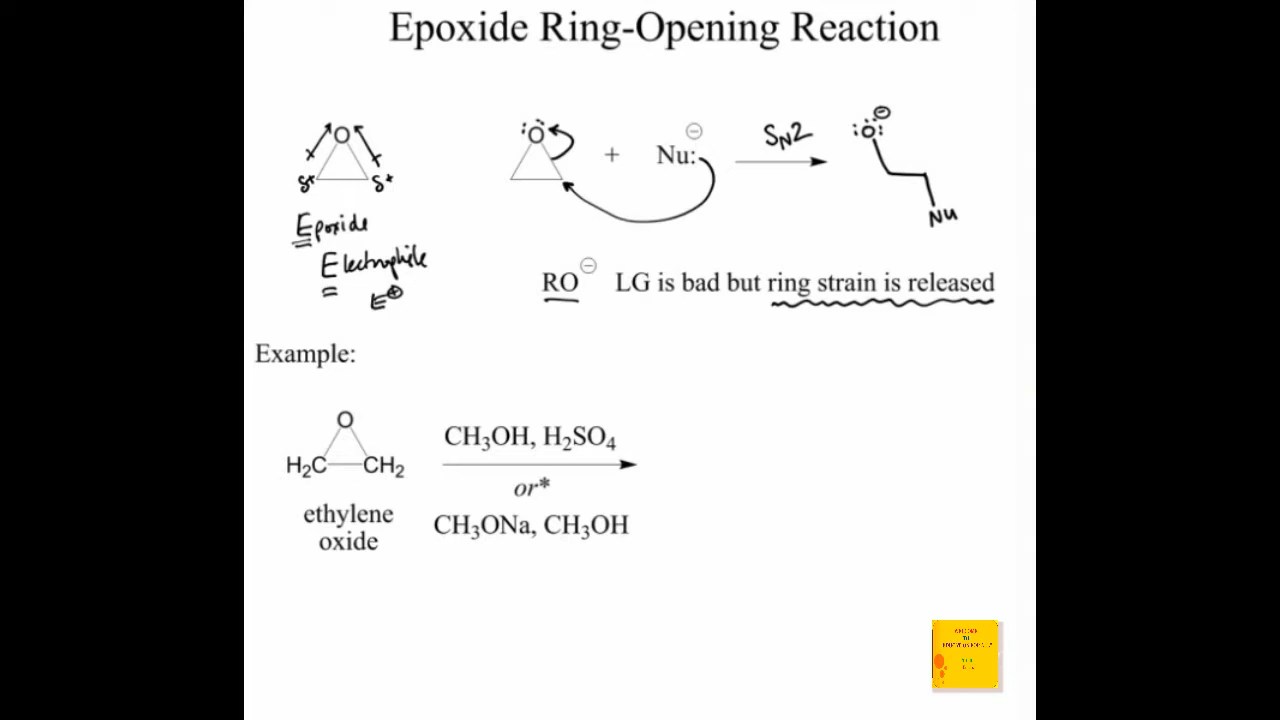 Epoxide Ring-Opening Reaction
O
δ+ δ+
:Ö
+ Nu: ⊖
SN2
:Ö: ⊖
Nu
Epoxide
Electrophile
E⊕
RO⊖ LG is bad but ring strain is released
Example:
O
H₂C CH₂
CH₃OH, H₂SO₄
or*
CH₃ONa, CH₃OH
ethylene
oxide